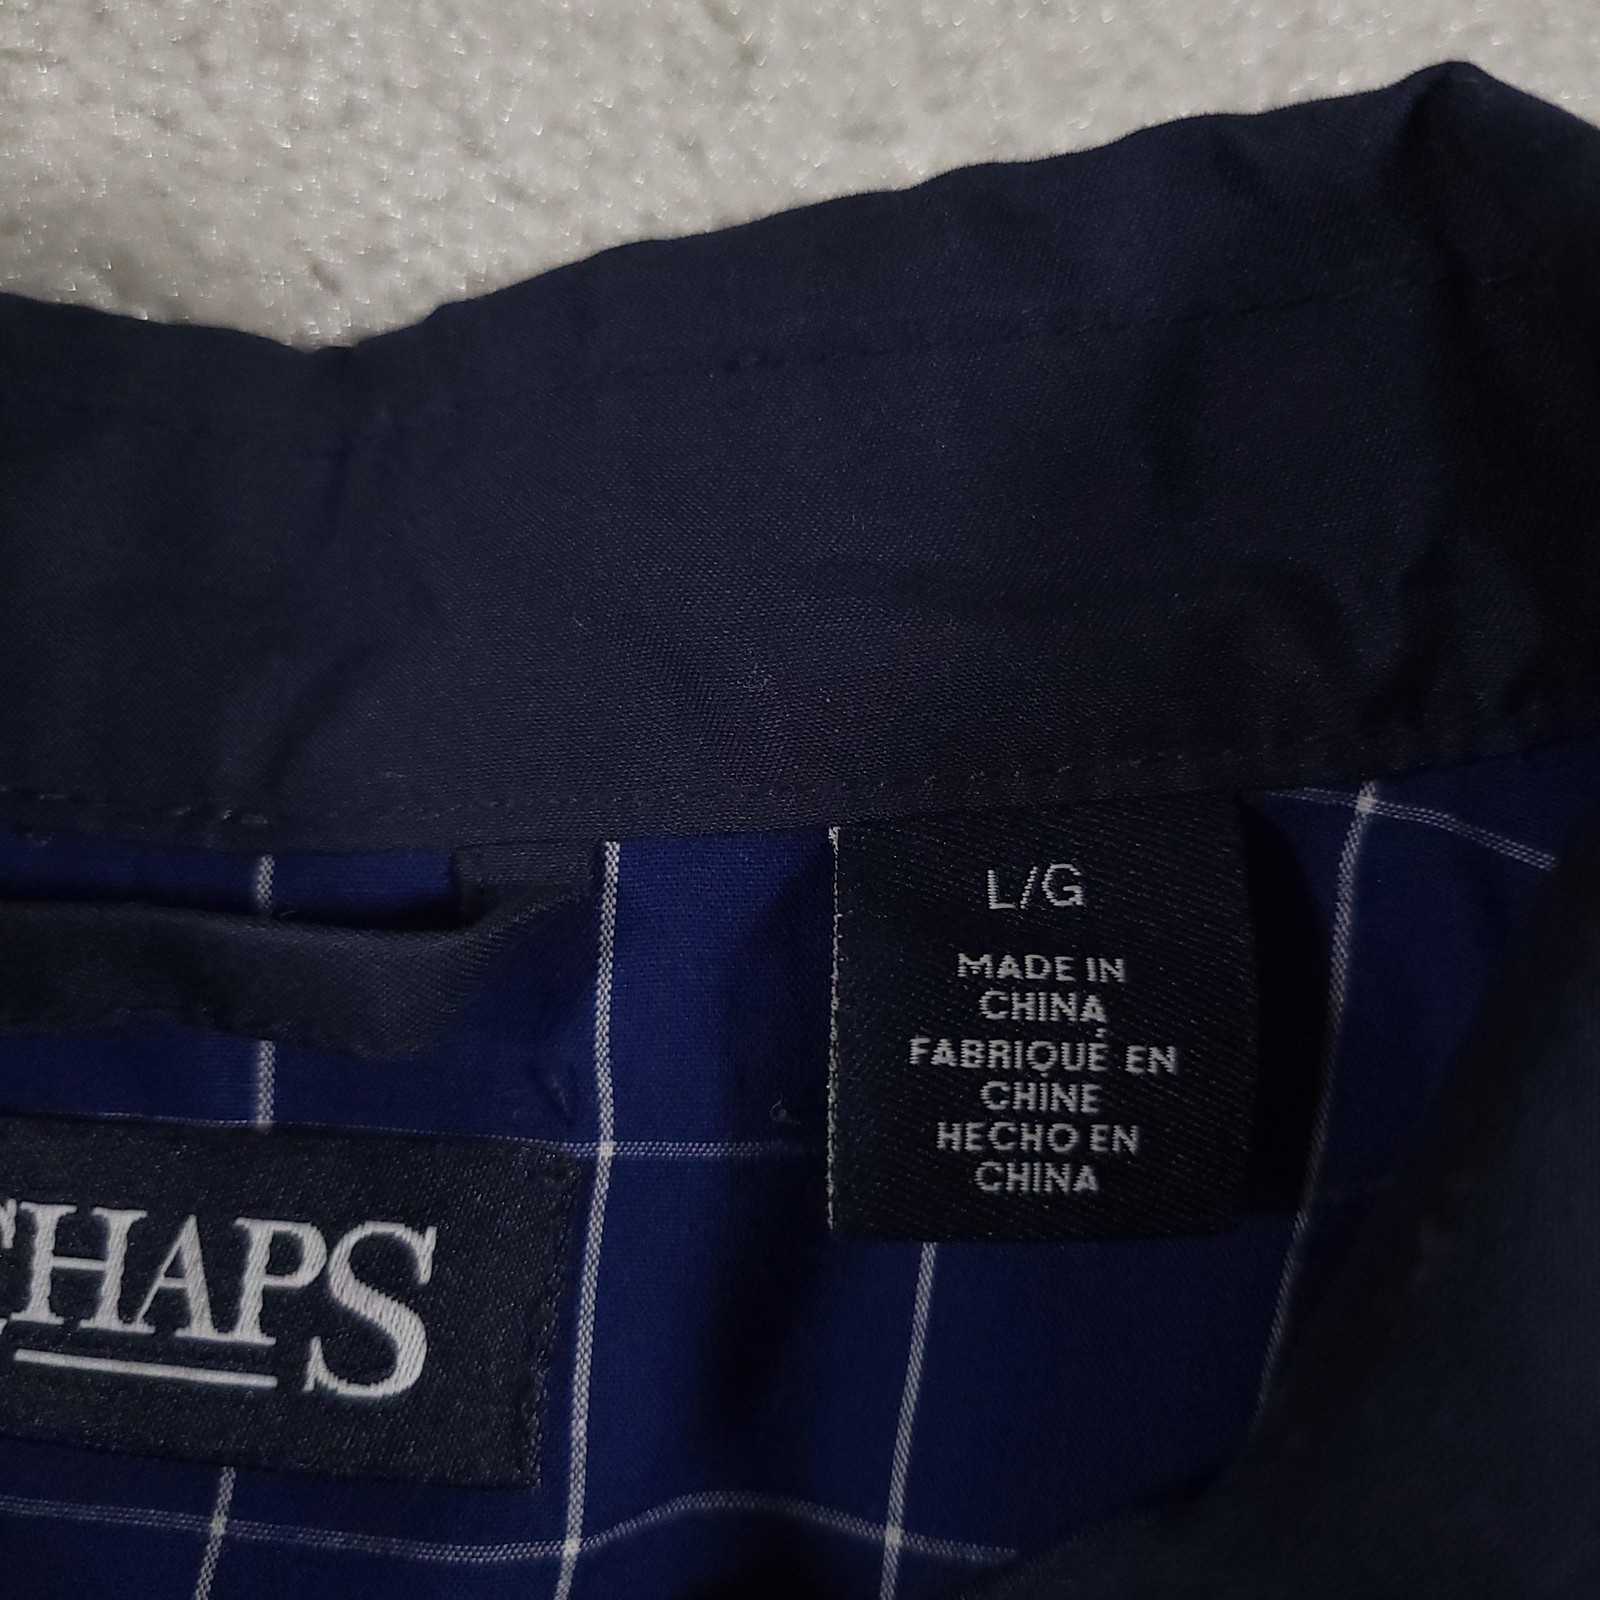 L/G
MADE IN
CHINA
FABRIQUÉ EN
CHINE
HECHO EN
CHINA
CHAPS